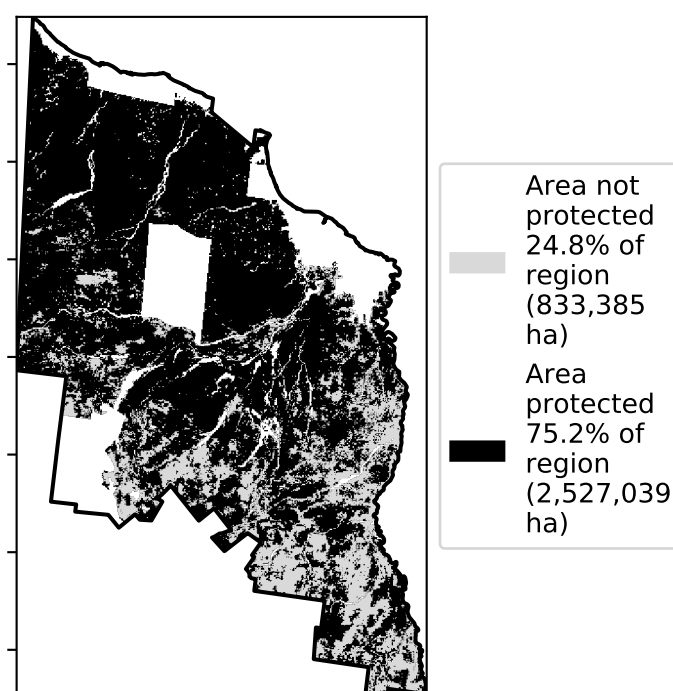 Area not
protected
24.8% of
region
(833,385
ha)
Area
protected
75.2% of
region
(2,527,039
ha)